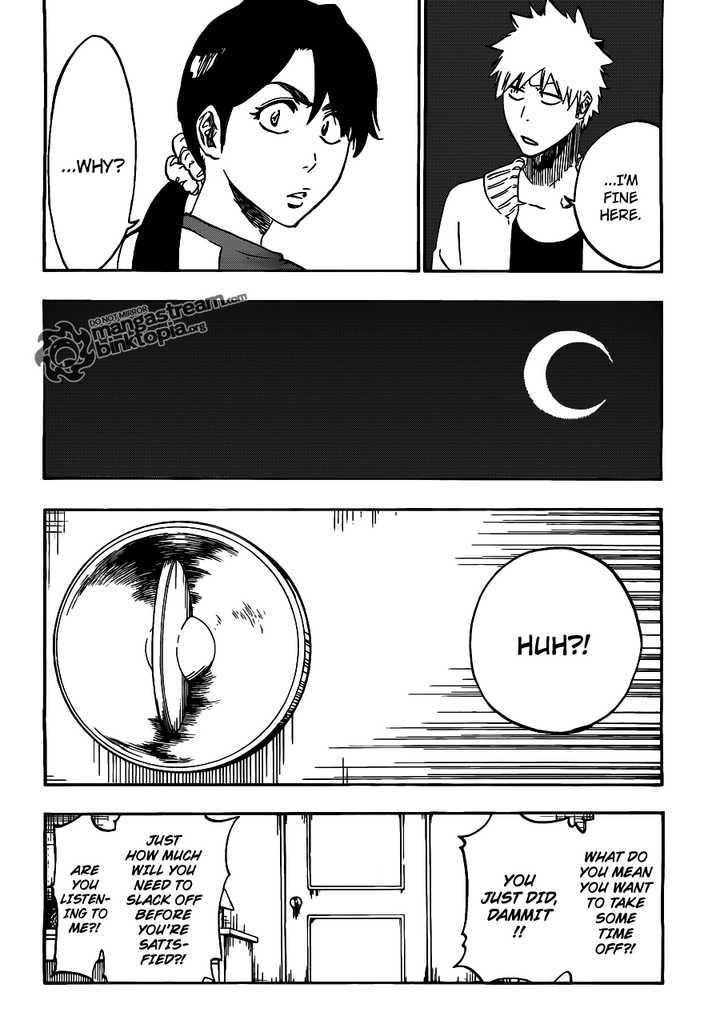 ...I'M
FINE
HERE.
...WHY?
DO NOT MIRROR
mangastream.com
binktopia.org
HUH?!
WHAT DO
YOU MEAN
YOU WANT
TO TAKE
SOME
TIME
OFF?!
YOU
JUST DID,
DAMMIT
!!
JUST
HOW MUCH
WILL YOU
NEED TO
SLACK OFF
BEFORE
YOU'RE
SATIS-
FIED?!
ARE
YOU
LISTEN-
ING TO
ME?!